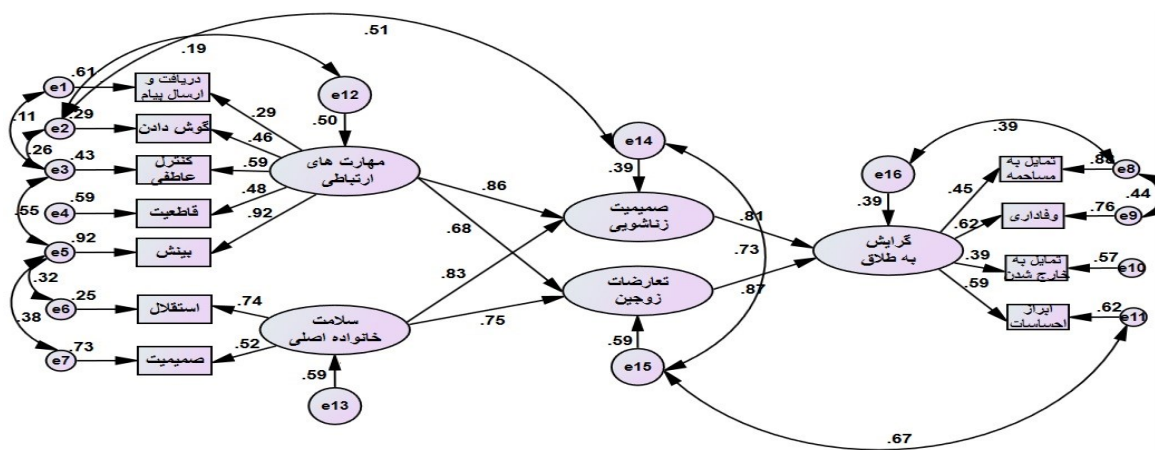 .51
.19
e1
.61
دریافت و
ارسال پیام
e12
.11
e2
.29
گوش دادن
.29
.50
.26
.46
e3
.43
کنترل
عاطفی
.59
مهارت های
ارتباطی
e14
.39
e16
.39
تمایل به
مساحمه
.88
e8
.44
e4
.59
قاطعیت
.48
.86
صمیمیت
زناشویی
.81
.39
.45
.62
وفاداری
.76
e9
.55
e5
.92
بینش
.92
.68
.73
گرایش
به طلاق
.39
تمایل به
خارج شدن
.57
e10
.32
e6
.25
استقلال
.74
.83
تعارضات
زوجین
.87
.59
ابراز
احساسات
.62
e11
.38
سلامت
خانواده اصلی
.75
e7
.73
صمیمیت
.52
.59
e15
.59
e13
.67